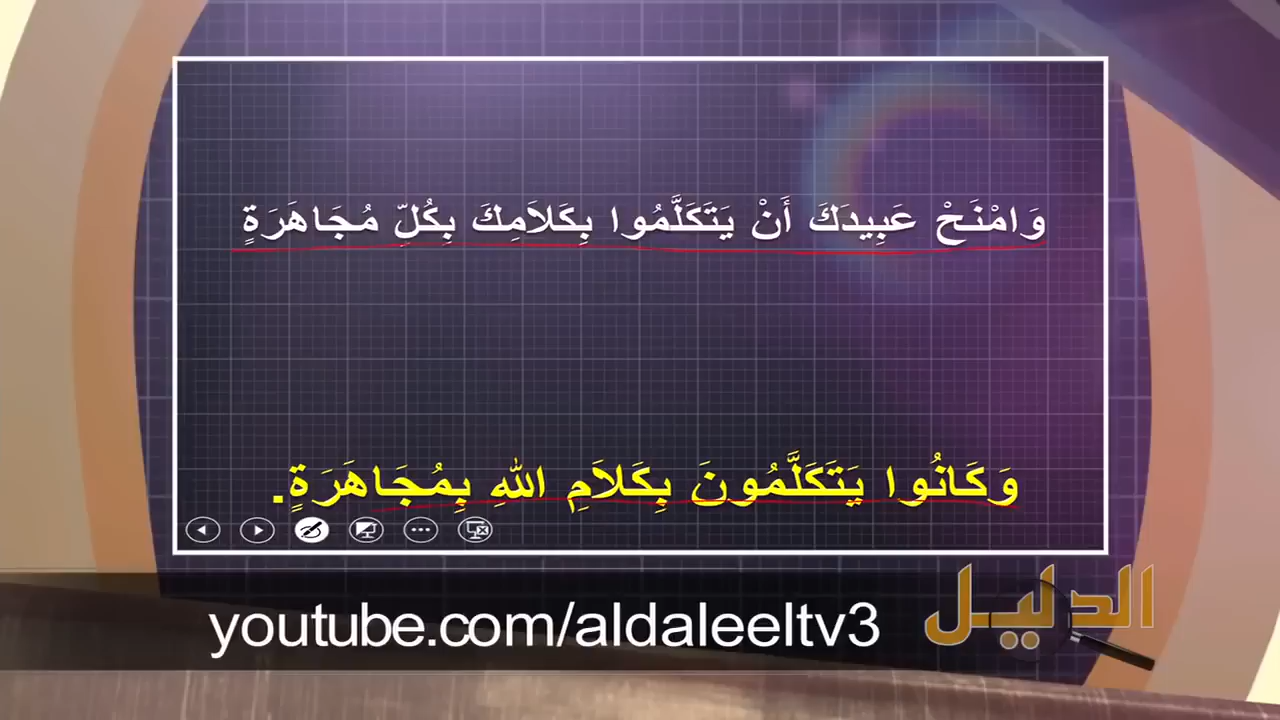 وَامْنَحْ عَبِيدَكَ أَنْ يَتَكَلَّمُوا بِكَلاَمِكَ بِكُلِّ مُجَاهَرَةٍ
وَكَانُوا يَتَكَلَّمُونَ بِكَلاَمِ اللهِ بِمُجَاهَرَةٍ.
الدليل
youtube.com/aldaleeltv3